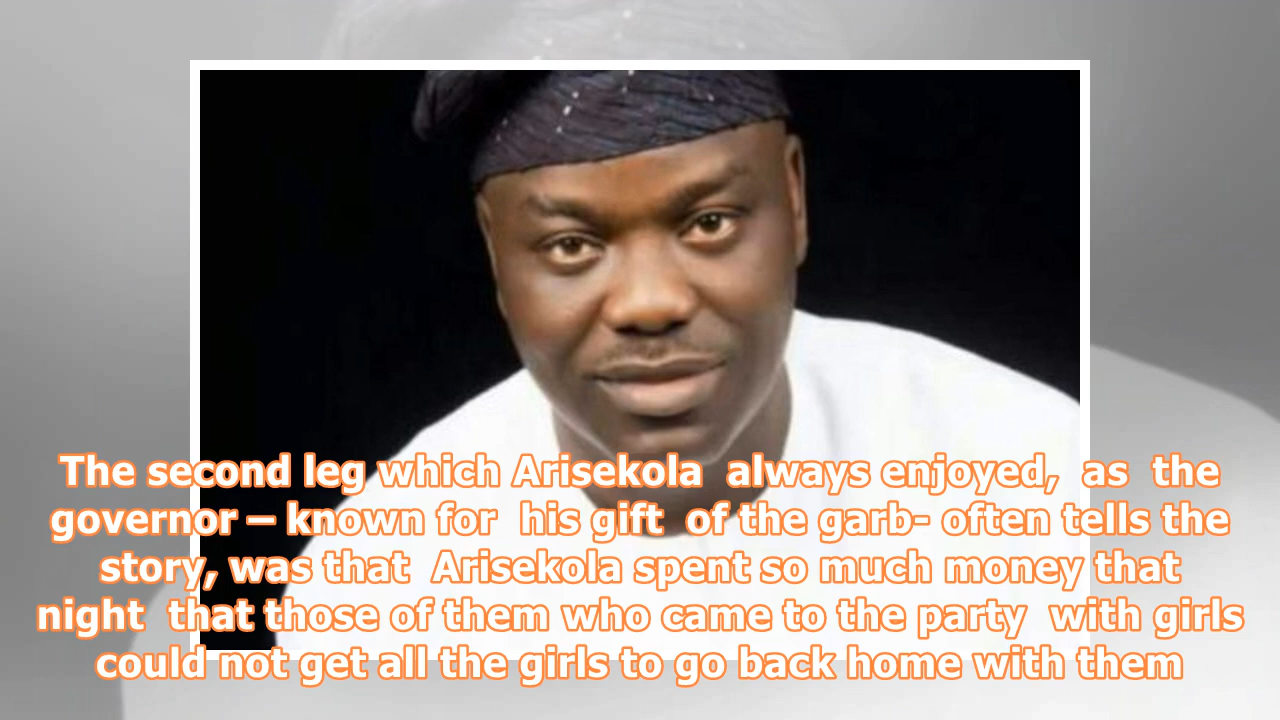 The second leg which Arisekola always enjoyed, as the
governor – known for his gift of the garb- often tells the
story, was that Arisekola spent so much money that
night that those of them who came to the party with girls
could not get all the girls to go back home with them